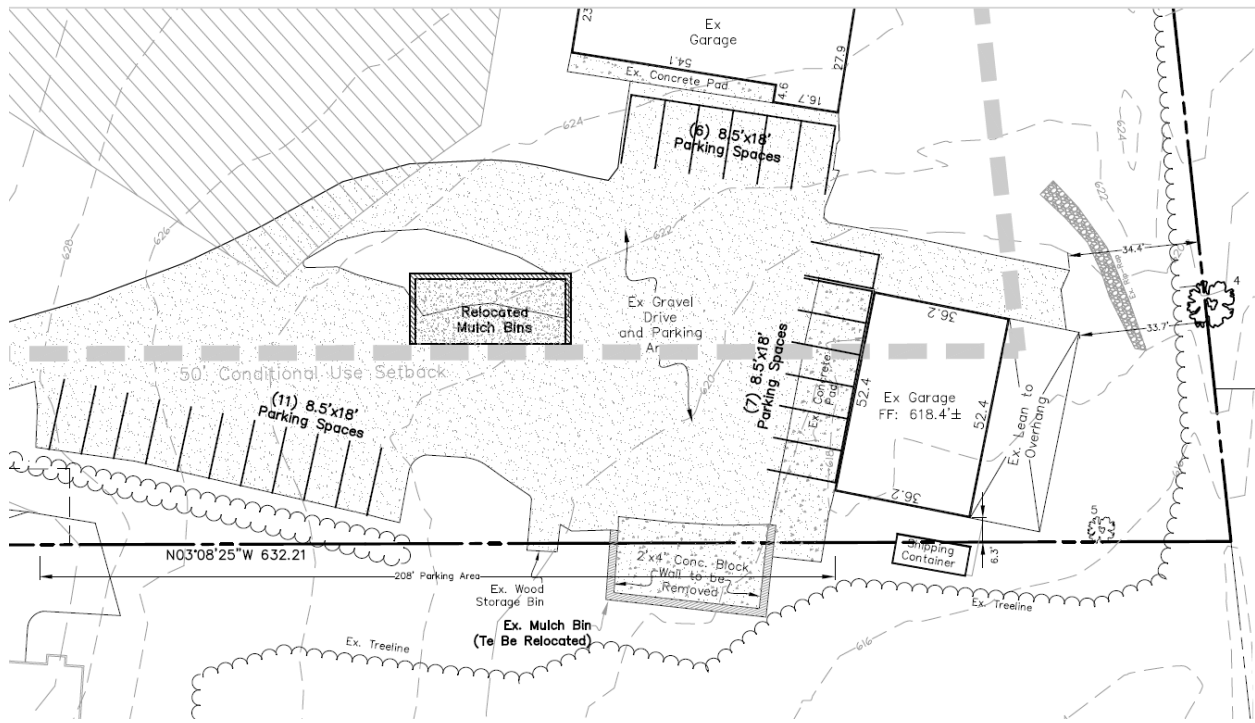 23
Ex
Garage
54.1
27.9
Ex. Concrete Pad
4.6
16.7
(6) 8.5'x18'
Parking Spaces
624
624
622
622
626
628
34.4'
33.7'
4
Relocated
Mulch Bins
Ex Gravel
Drive
and Parking
620
36.2
50' Conditional Use Setback
(11) 8.5'x18'
Parking Spaces
(7) 8.5'x18'
Parking Spaces
Ex. Concrete
Pad
52.4
Ex Garage
FF: 618.4'±
52.4
Ex. Lean to
Overhang
618
36.2
5
N03°08'25"W 632.21
208' Parking Area
2'x4' Conc. Block
Wall to be
Removed
Shipping
Container
6.3'
Ex. Wood
Storage Bin
Ex. Mulch Bin
(Te Be Relocated)
Ex. Treeline
Ex. Treeline
616